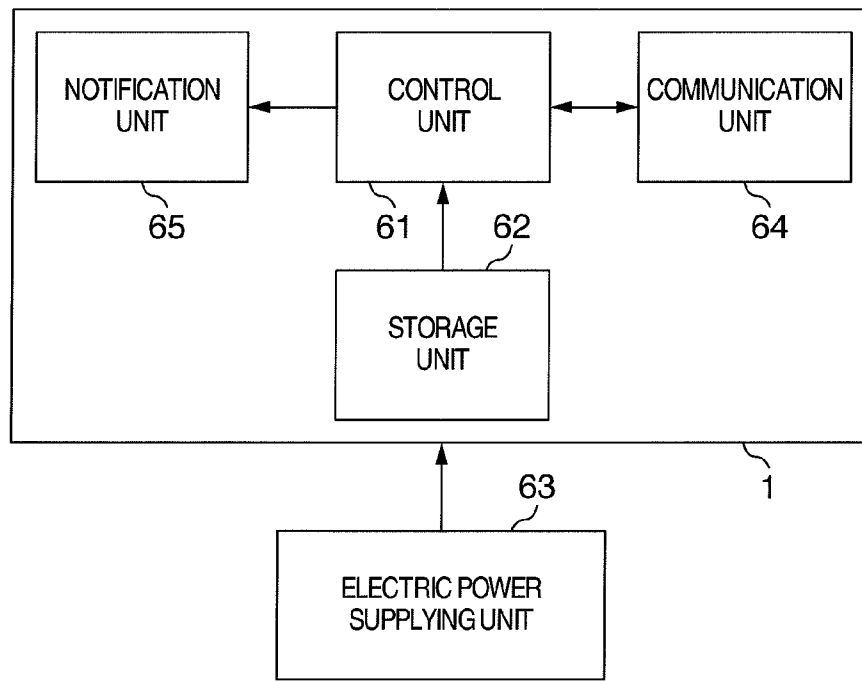 NOTIFICATION
UNIT
CONTROL
UNIT
COMMUNICATION
UNIT
65
61
62
64
STORAGE
UNIT
1
63
ELECTRIC POWER
SUPPLYING UNIT